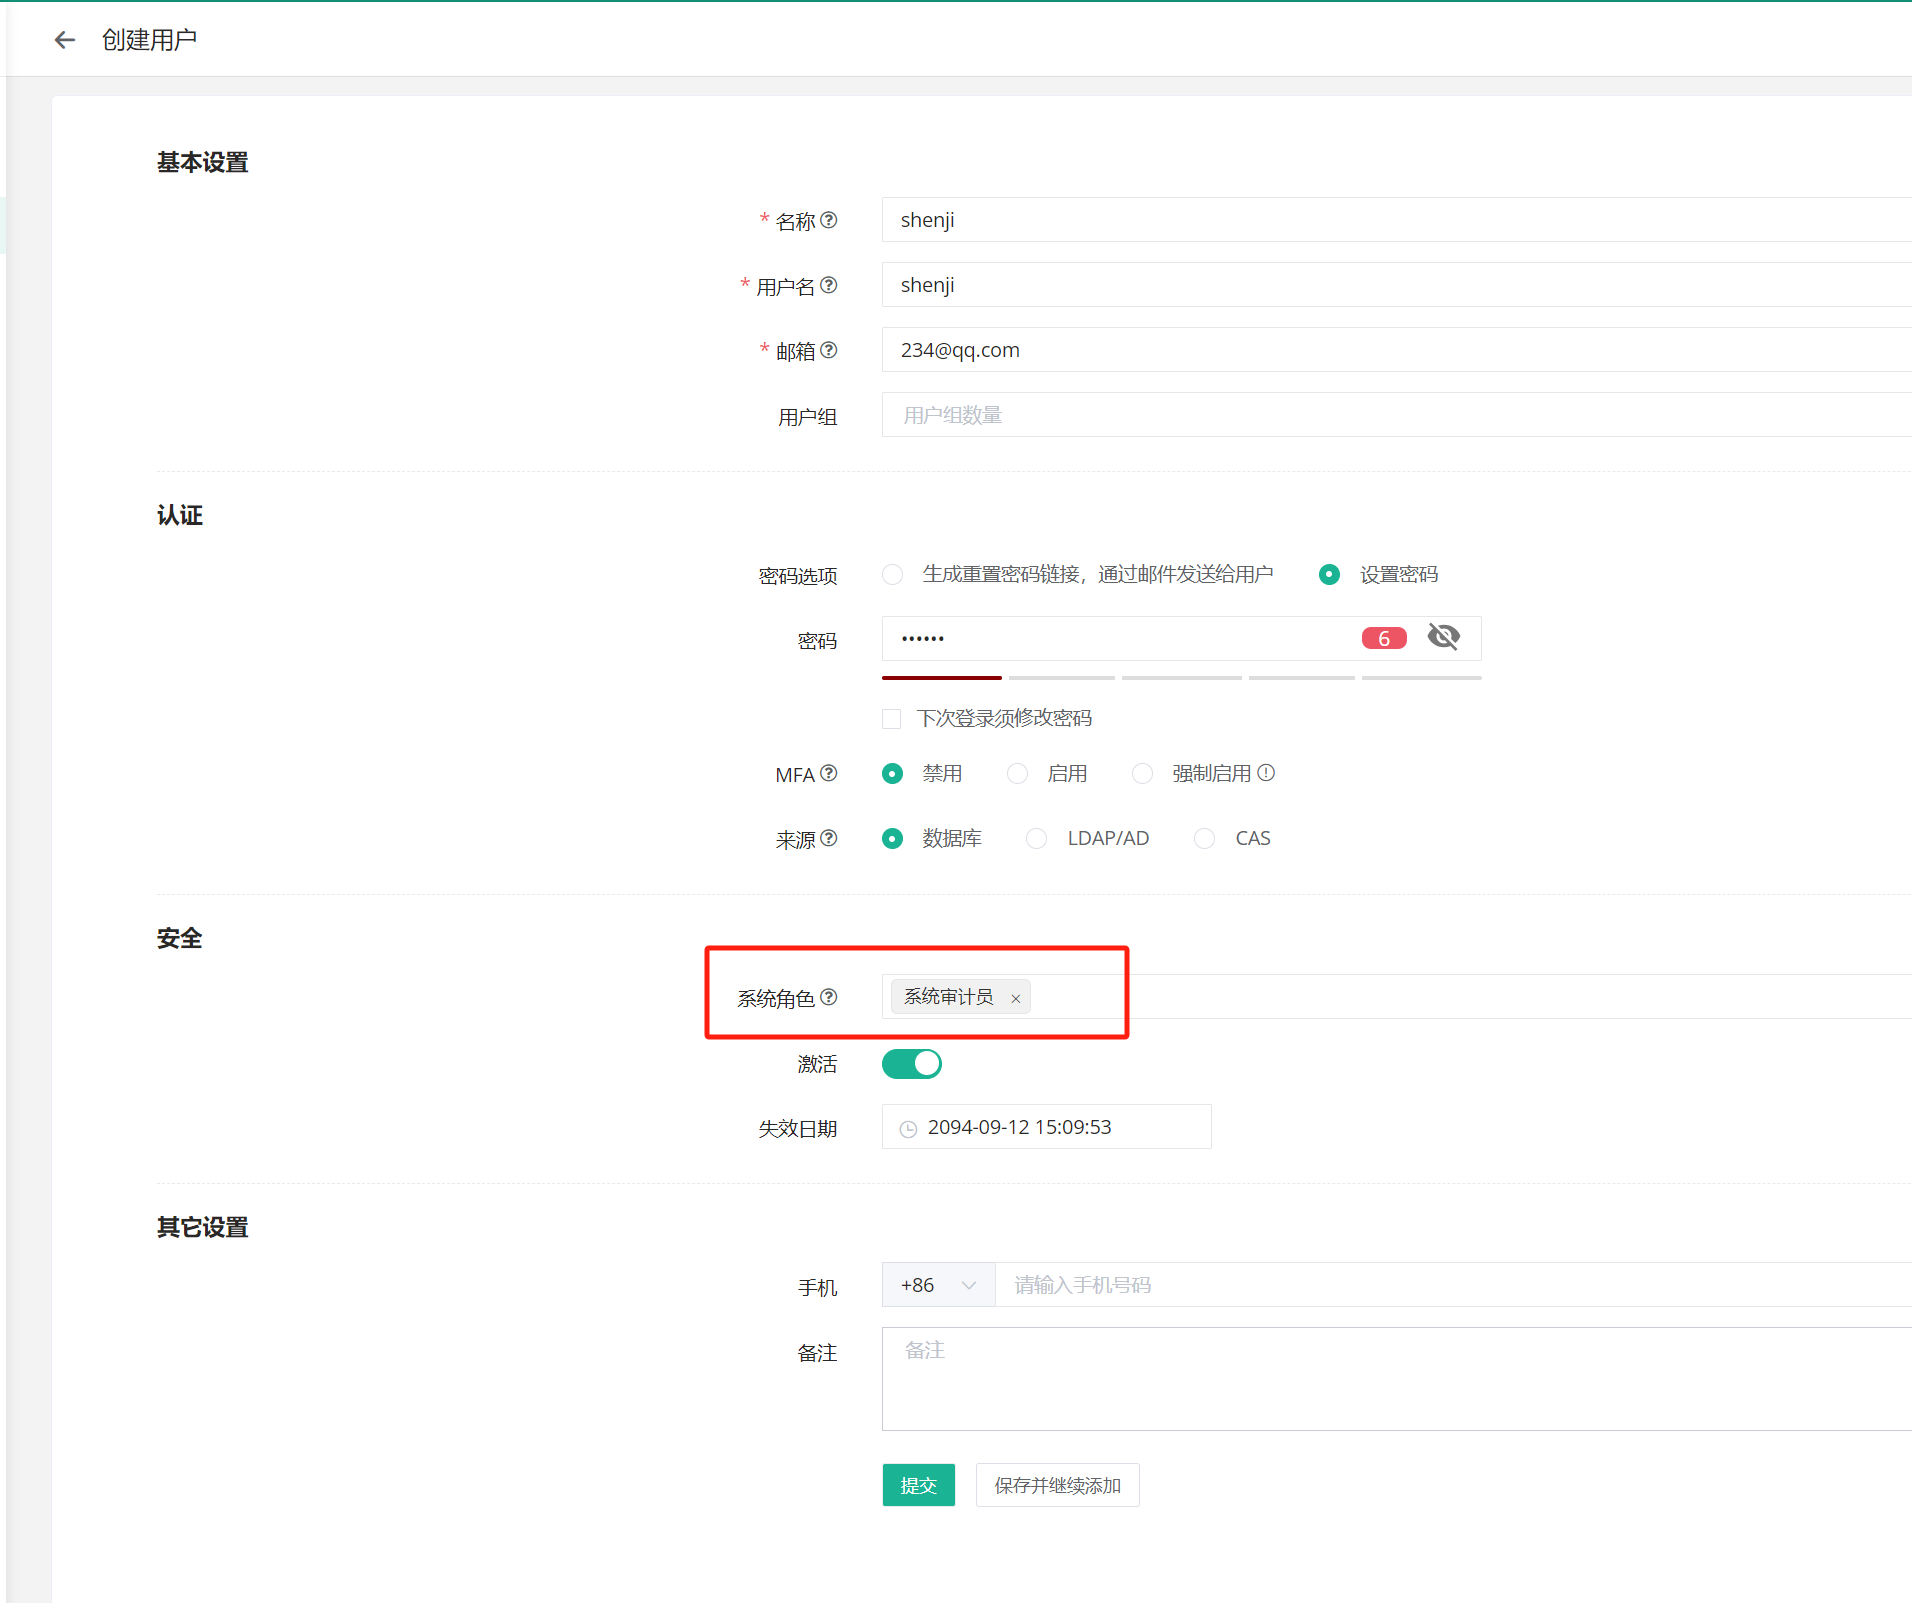 创建用户
基本设置
* 名称 shenji
* 用户名 shenji
* 邮箱 234@qq.com
用户组 用户组数量
认证
密码选项 生成重置密码链接，通过邮件发送给用户 设置密码
密码 •••••• 6
下次登录须修改密码
MFA 禁用 启用 强制启用
来源 数据库 LDAP/AD CAS
安全
系统角色 系统审计员 ×
激活
失效日期 2094-09-12 15:09:53
其它设置
手机 +86 请输入手机号码
备注 备注
提交 保存并继续添加